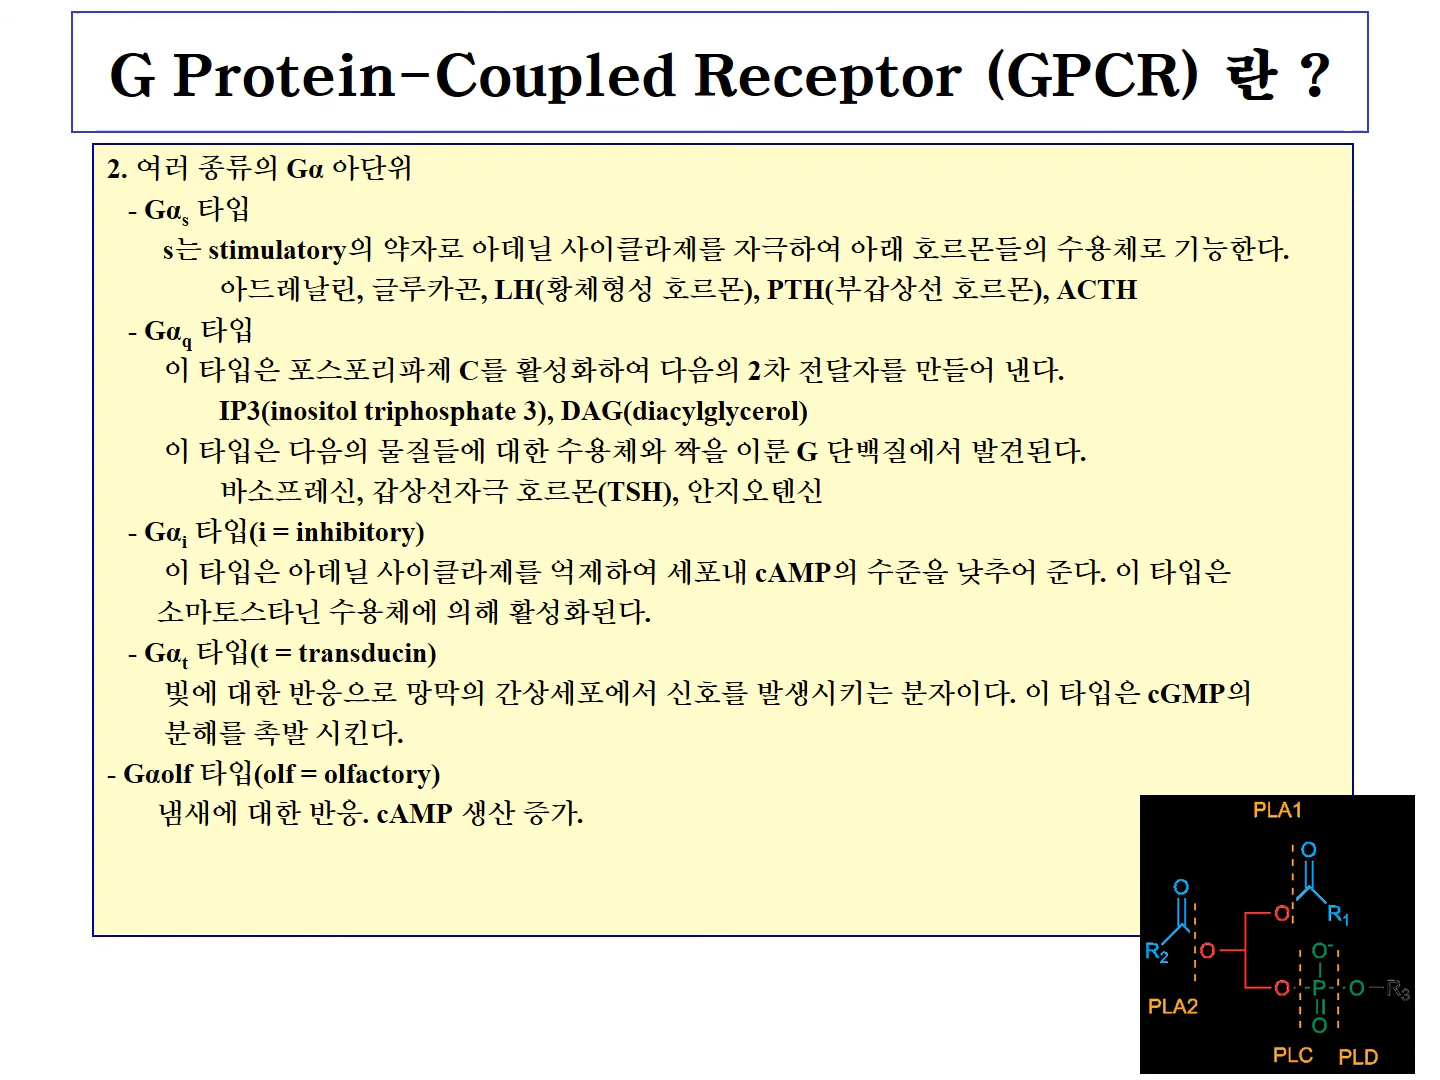 G Protein-Coupled Receptor (GPCR) 란 ?
2. 여러 종류의 Gα 아단위
- Gαs 타입
s는 stimulatory의 약자로 아데닐 사이클라제를 자극하여 아래 호르몬들의 수용체로 기능한다.
아드레날린, 글루카곤, LH(황체형성 호르몬), PTH(부갑상선 호르몬), ACTH
- Gαq 타입
이 타입은 포스포리파제 C를 활성화하여 다음의 2차 전달자를 만들어 낸다.
IP3(inositol triphosphate 3), DAG(diacylglycerol)
이 타입은 다음의 물질들에 대한 수용체와 짝을 이룬 G 단백질에서 발견된다.
바소프레신, 갑상선자극 호르몬(TSH), 안지오텐신
- Gαi 타입(i = inhibitory)
이 타입은 아데닐 사이클라제를 억제하여 세포내 cAMP의 수준을 낮추어 준다. 이 타입은
소마토스타닌 수용체에 의해 활성화된다.
- Gαt 타입(t = transducin)
빛에 대한 반응으로 망막의 간상세포에서 신호를 발생시키는 분자이다. 이 타입은 cGMP의
분해를 촉발 시킨다.
- Gαolf 타입(olf = olfactory)
냄새에 대한 반응. cAMP 생산 증가.
PLA1
O
O
O R1
R2 O O-
O P O R3
PLA2
O
PLC PLD